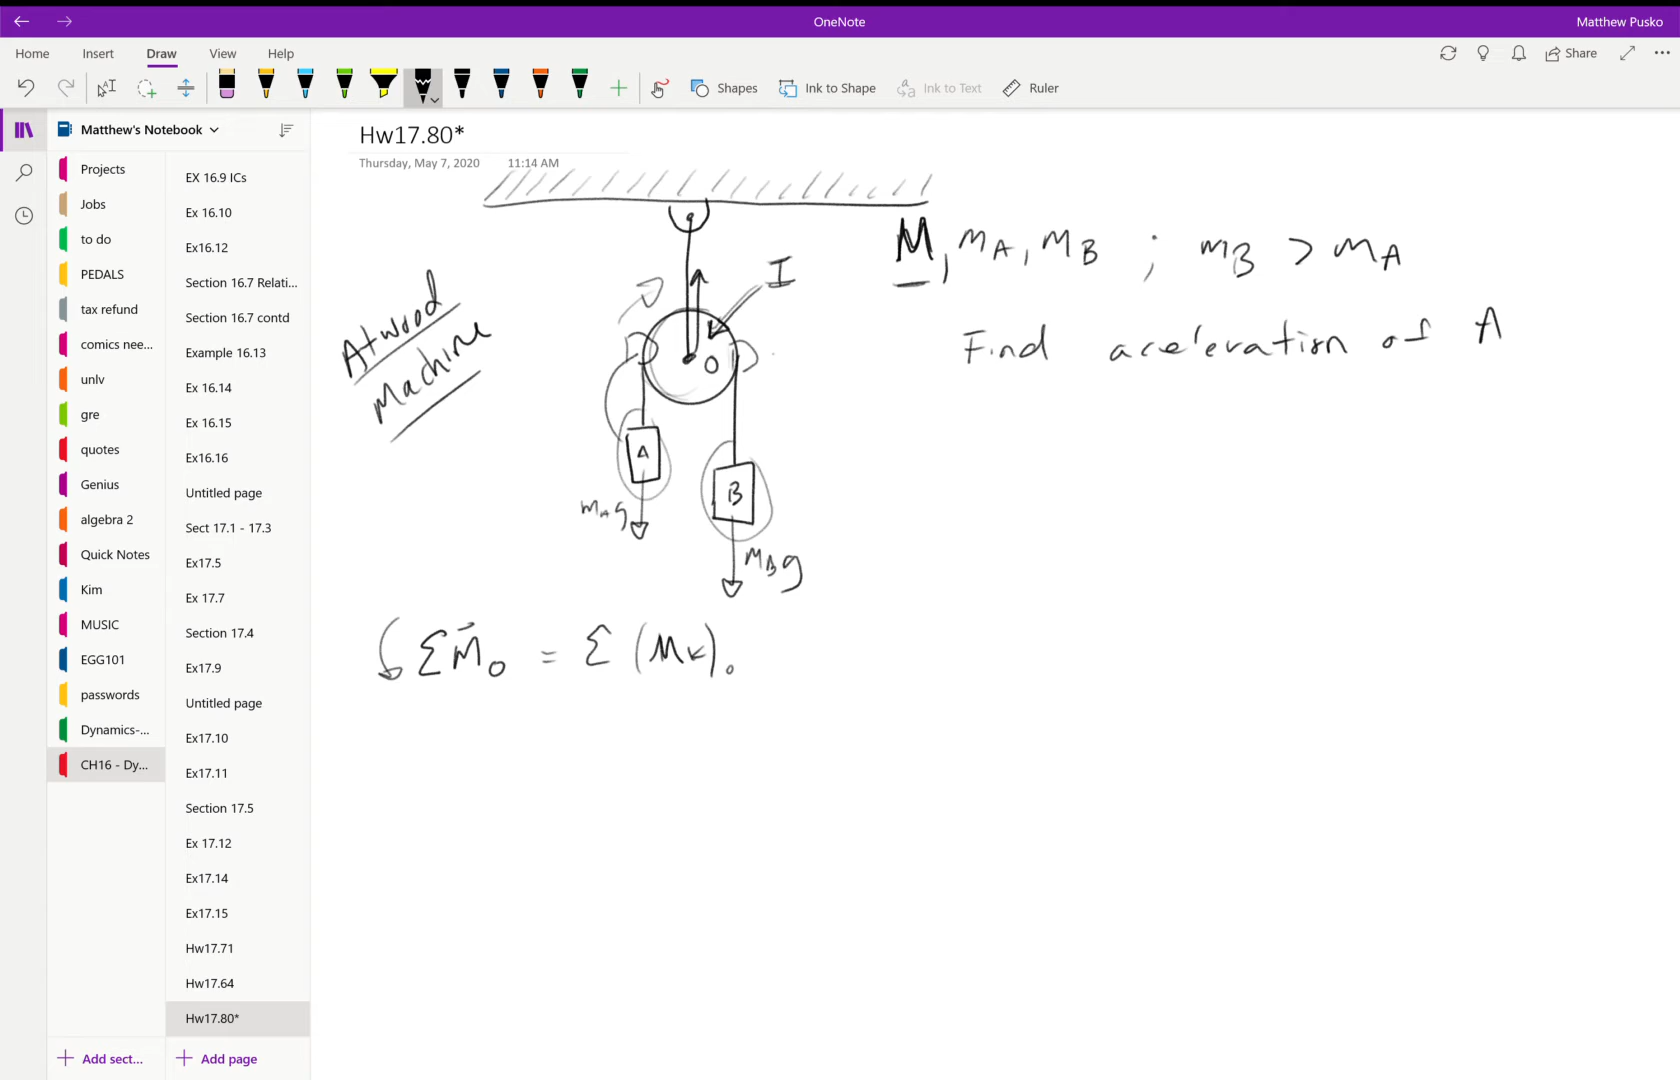 OneNote
Matthew Pusko
Home Insert Draw View Help
Share
Shapes Ink to Shape Ink to Text Ruler
Matthew's Notebook
Projects
Jobs
to do
PEDALS
tax refund
comics nee...
unlv
gre
quotes
Genius
algebra 2
Quick Notes
Kim
MUSIC
EGG101
passwords
Dynamics-...
CH16 - Dy...
Add sect...
EX 16.9 ICs
Ex 16.10
Ex16.12
Section 16.7 Relati...
Section 16.7 contd
Example 16.13
Ex 16.14
Ex 16.15
Ex16.16
Untitled page
Sect 17.1 - 17.3
Ex17.5
Ex 17.7
Section 17.4
Ex17.9
Untitled page
Ex17.10
Ex17.11
Section 17.5
Ex 17.12
Ex17.14
Ex17.15
Hw17.71
Hw17.64
Hw17.80*
Add page
Hw17.80*
Thursday, May 7, 2020 11:14 AM
M, mA, mB ; mB > mA
Find aceleration of A
Atwood
Machine
I
O
A
B
mAg
mBg
ΣM⃗o = Σ(Mk)o